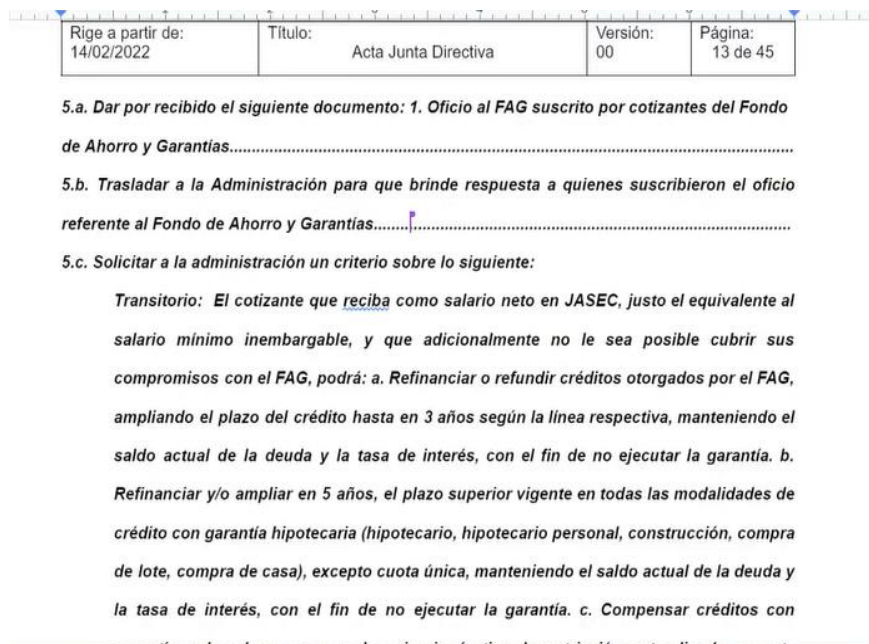 Rige a partir de:
14/02/2022
Título:
Acta Junta Directiva
Versión:
00
Página:
13 de 45
5.a. Dar por recibido el siguiente documento: 1. Oficio al FAG suscrito por cotizantes del Fondo
de Ahorro y Garantías....................................................................................................
5.b. Trasladar a la Administración para que brinde respuesta a quienes suscribieron el oficio
referente al Fondo de Ahorro y Garantías..........................................................................
5.c. Solicitar a la administración un criterio sobre lo siguiente:
Transitorio: El cotizante que reciba como salario neto en JASEC, justo el equivalente al
salario mínimo inembargable, y que adicionalmente no le sea posible cubrir sus
compromisos con el FAG, podrá: a. Refinanciar o refundir créditos otorgados por el FAG,
ampliando el plazo del crédito hasta en 3 años según la línea respectiva, manteniendo el
saldo actual de la deuda y la tasa de interés, con el fin de no ejecutar la garantía. b.
Refinanciar y/o ampliar en 5 años, el plazo superior vigente en todas las modalidades de
crédito con garantía hipotecaria (hipotecario, hipotecario personal, construcción, compra
de lote, compra de casa), excepto cuota única, manteniendo el saldo actual de la deuda y
la tasa de interés, con el fin de no ejecutar la garantía. c. Compensar créditos con